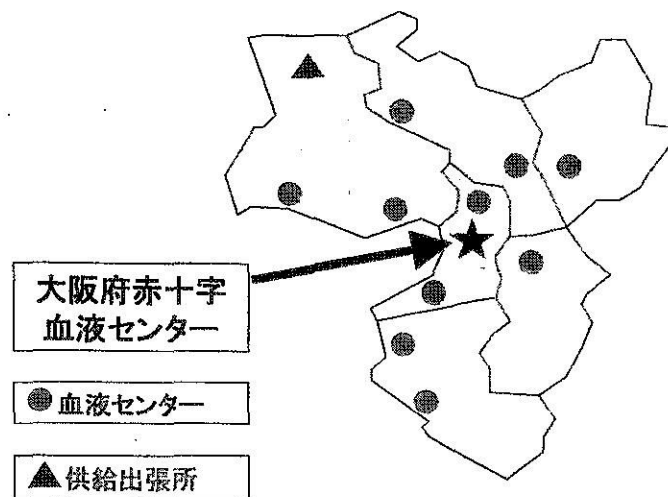 大阪府赤十字
血液センター
血液センター
供給出張所